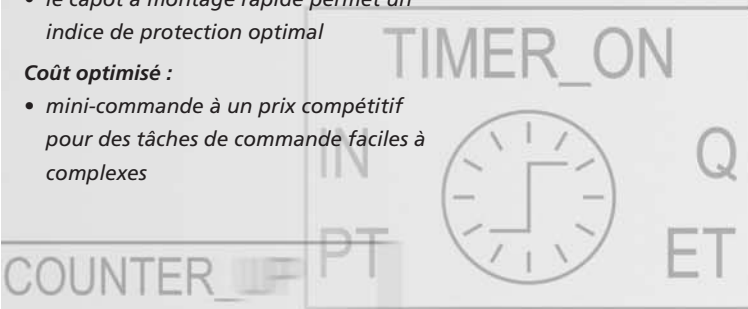 • le capot à montage rapide permet un
indice de protection optimal
Coût optimisé :
• mini-commande à un prix compétitif
pour des tâches de commande faciles à
complexes
TIMER_ON
IN
Q
PT
ET
COUNTER_UP